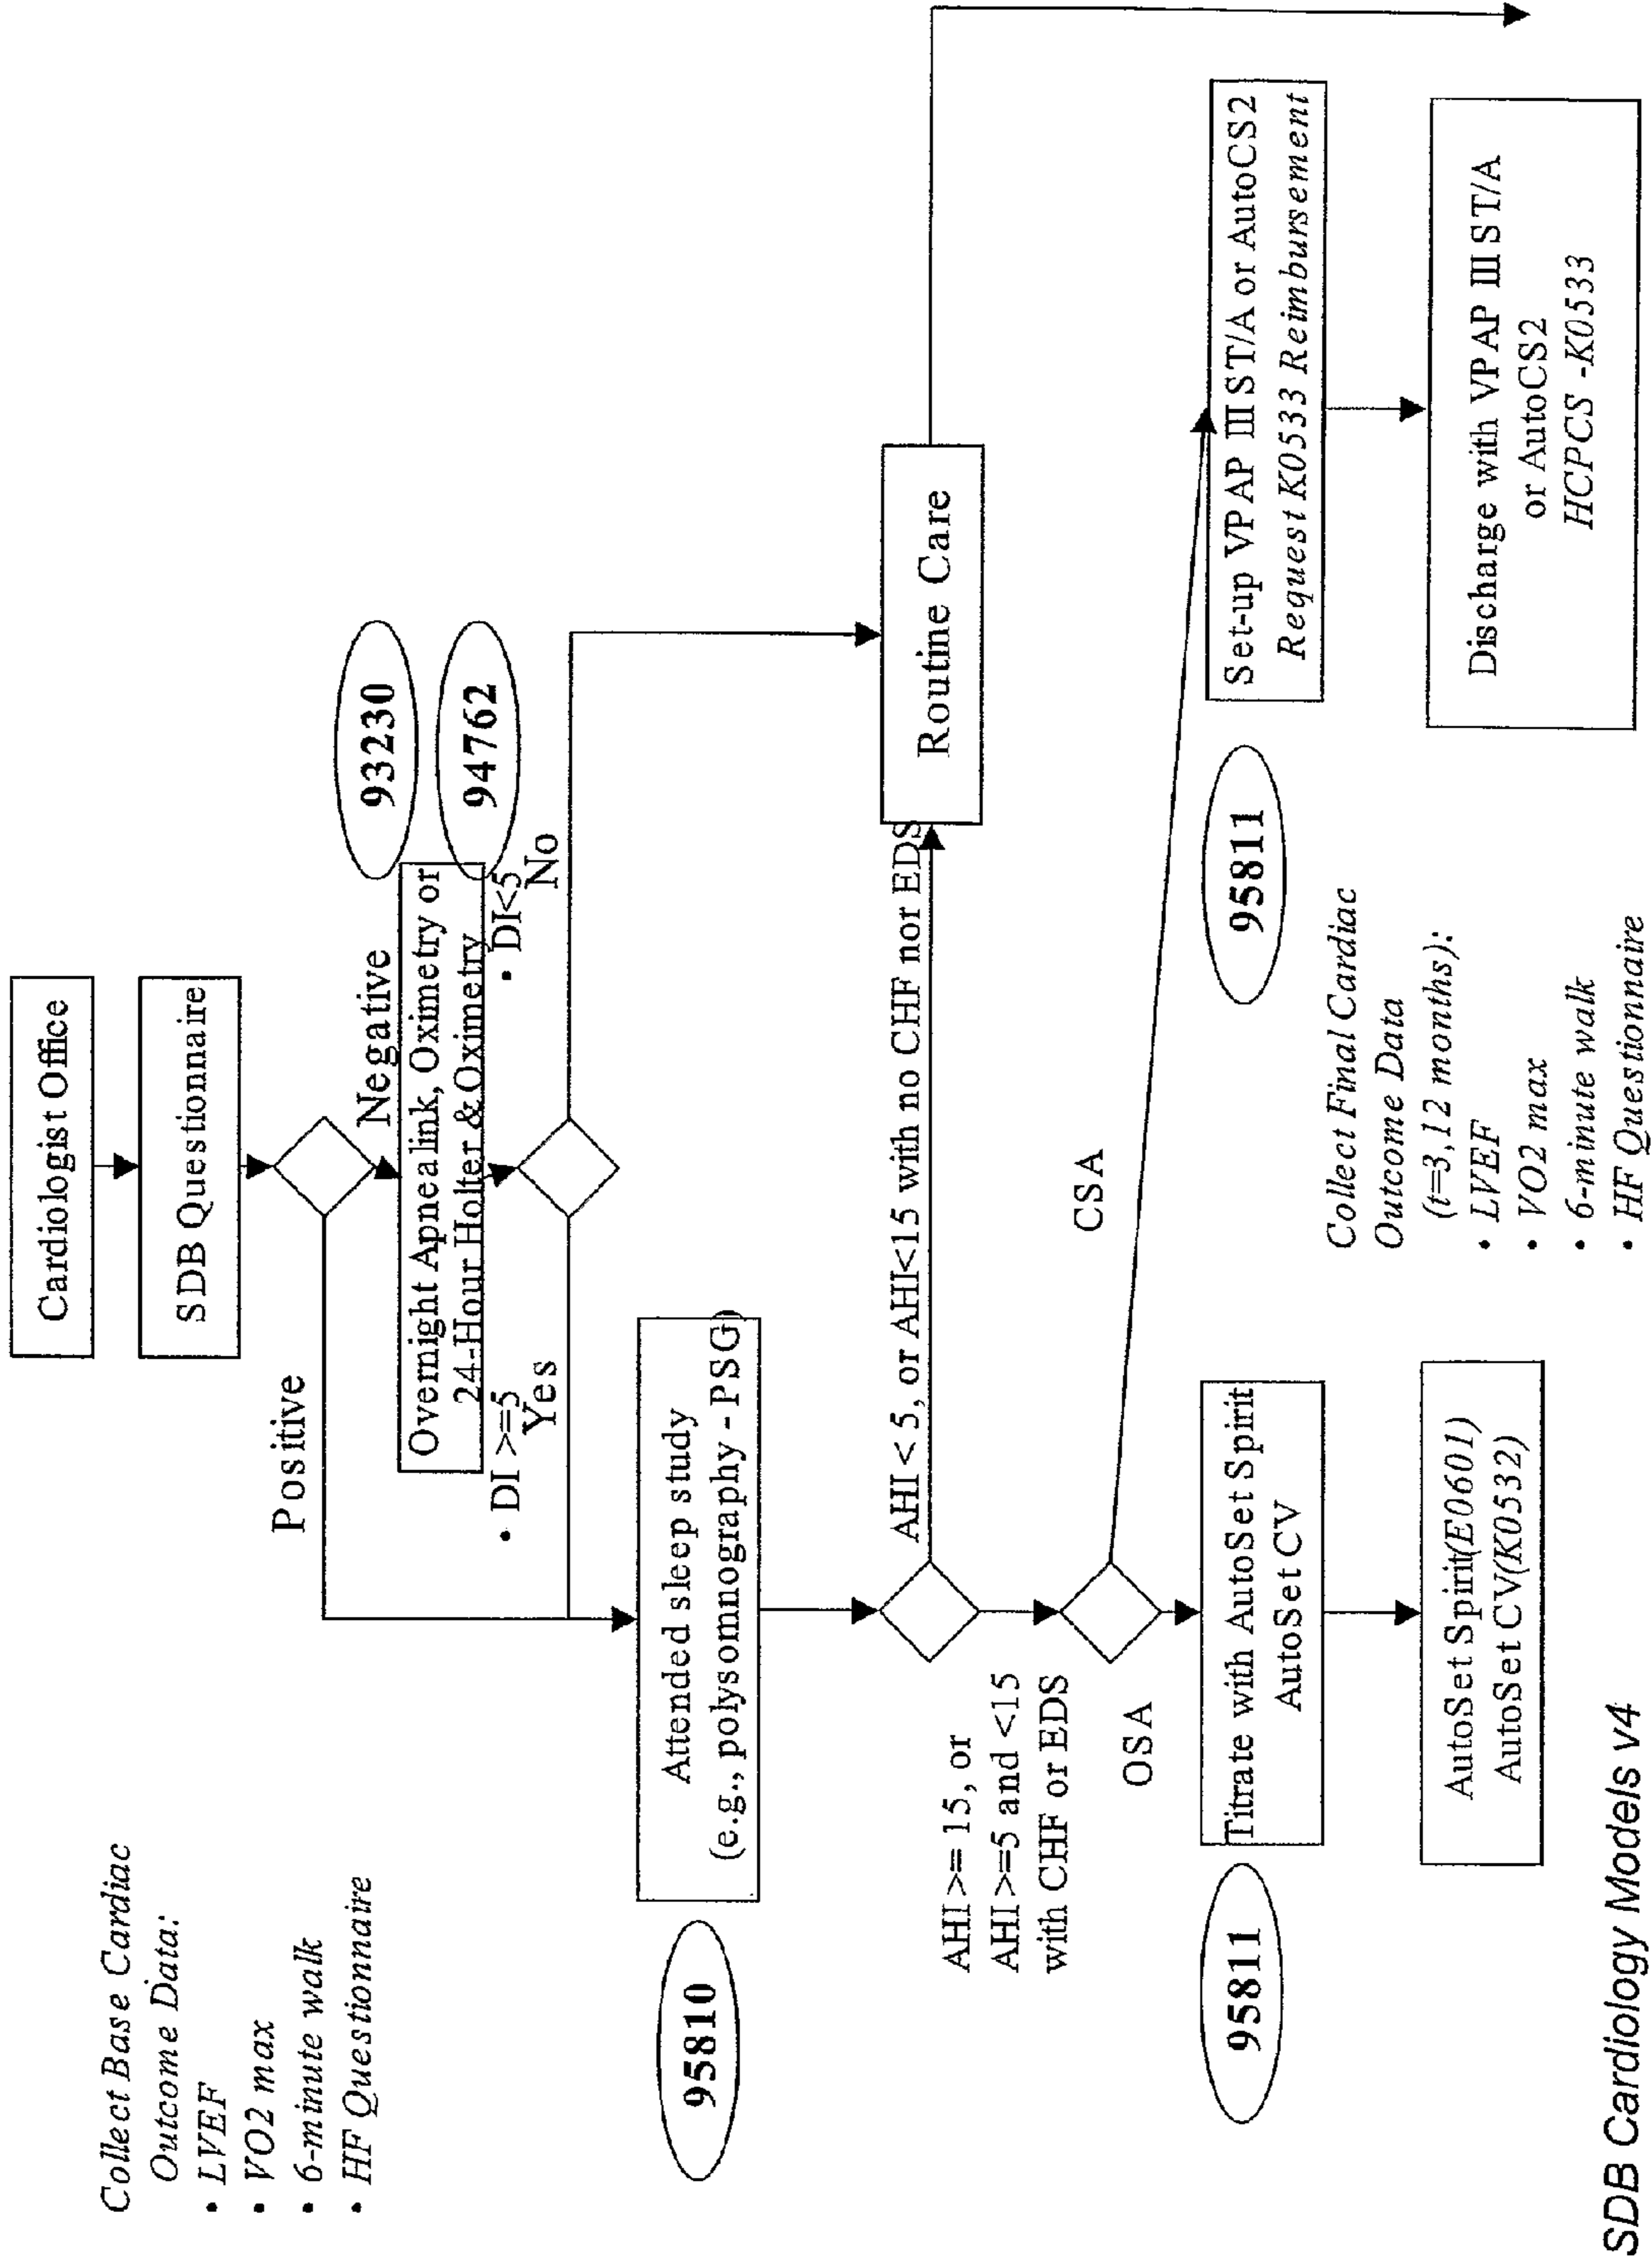 Collect Base Cardiac
Outcome Data:
• LVEF
• VO2 max
• 6-minute walk
• HF Questionnaire
Cardiologist Office
SDB Questionnaire
Positive
Negative
Overnight Apnealink, Oximetry or
24-Hour Holter & Oximetry
93230
94762
• DI >=5
Yes
• DI<5
No
95810
Attended sleep study
(e.g., polysomnography - PSG)
AHI < 5, or AHI<15 with no CHF nor EDS
Routine Care
AHI >= 15, or
AHI >=5 and <15
with CHF or EDS
OSA
CSA
95811
Titrate with AutoSet Spirit
AutoSet CV
95811
Set-up VPAP III ST/A or AutoCS2
Request K0533 Reimbursement
Collect Final Cardiac
Outcome Data
(t=3,12 months):
• LVEF
• VO2 max
• 6-minute walk
• HF Questionnaire
AutoSet Spirit(E0601)
AutoSet CV(K0532)
Discharge with VPAP III ST/A
or AutoCS2
HCPCS -K0533
SDB Cardiology Models v4